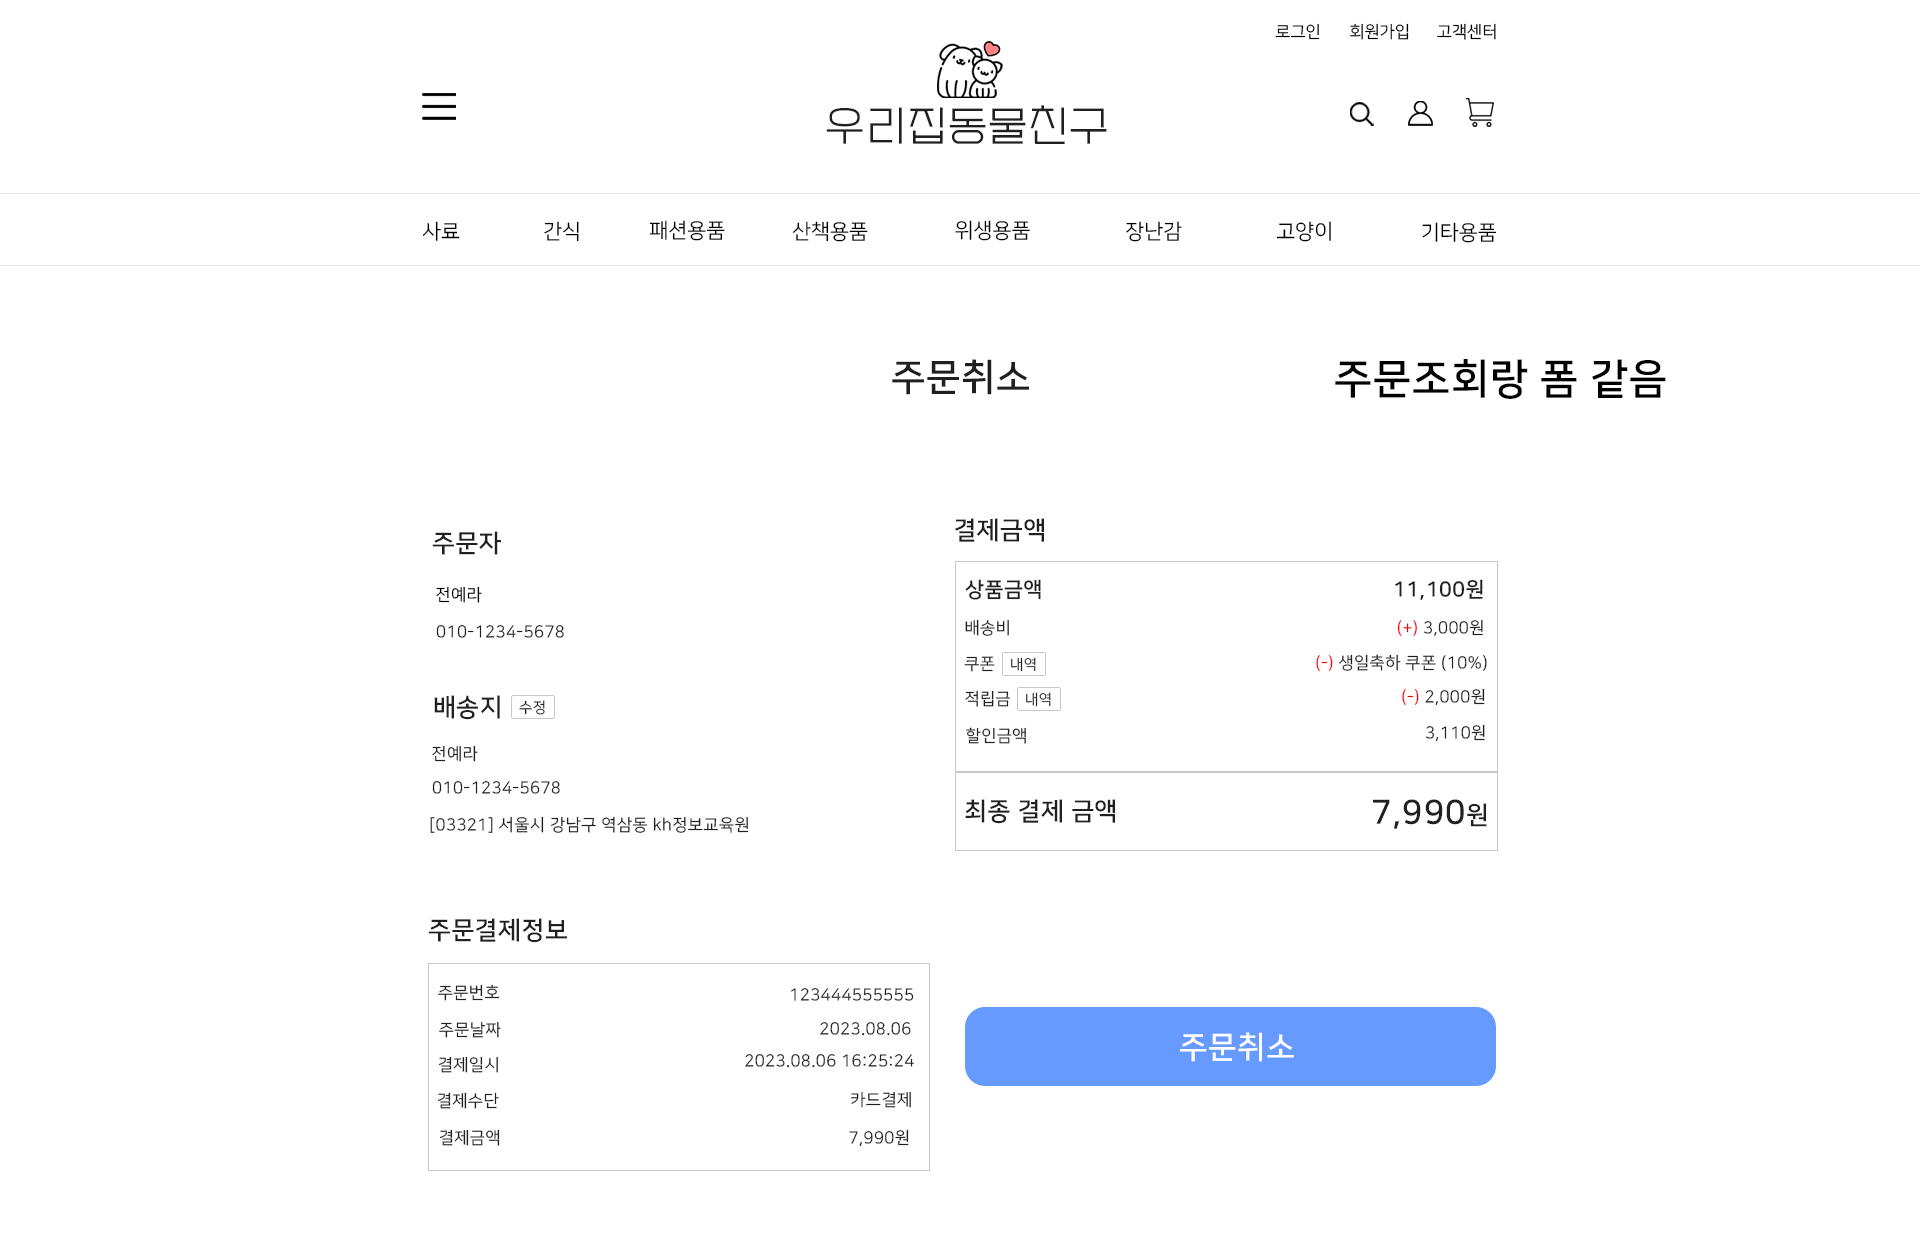 로그인 회원가입 고객센터
우리집동물친구
사료 간식 패션용품 산책용품 위생용품 장난감 고양이 기타용품
주문취소
주문조회랑 폼 같음
주문자
전예라
010-1234-5678
배송지 수정
전예라
010-1234-5678
[03321] 서울시 강남구 역삼동 kh정보교육원
결제금액
상품금액 11,100원
배송비 (+) 3,000원
쿠폰 내역 (-) 생일축하 쿠폰 (10%)
적립금 내역 (-) 2,000원
할인금액 3,110원
최종 결제 금액 7,990원
주문결제정보
주문번호 123444555555
주문날짜 2023.08.06
결제일시 2023.08.06 16:25:24
결제수단 카드결제
결제금액 7,990원
주문취소